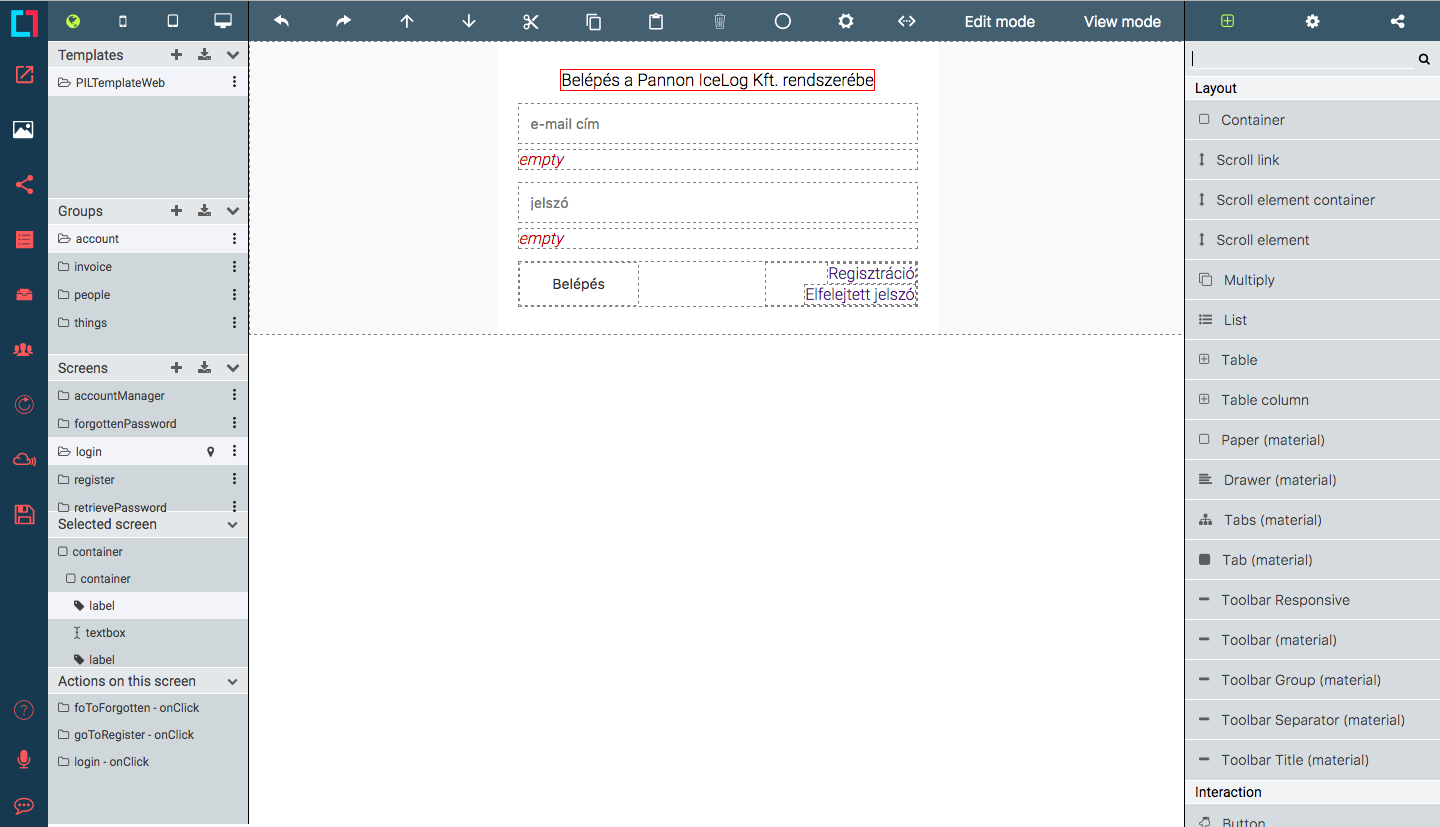 Edit mode
View mode
Templates
PILTemplateWeb
Groups
account
invoice
people
things
Screens
accountManager
forgottenPassword
login
register
retrievePassword
Selected screen
container
container
label
textbox
label
Actions on this screen
foToForgotten - onClick
goToRegister - onClick
login - onClick
Belépés a Pannon IceLog Kft. rendszerébe
e-mail cím
empty
jelszó
empty
Belépés
Regisztráció
Elfelejtett jelszó
Layout
Container
Scroll link
Scroll element container
Scroll element
Multiply
List
Table
Table column
Paper (material)
Drawer (material)
Tabs (material)
Tab (material)
Toolbar Responsive
Toolbar (material)
Toolbar Group (material)
Toolbar Separator (material)
Toolbar Title (material)
Interaction
Button